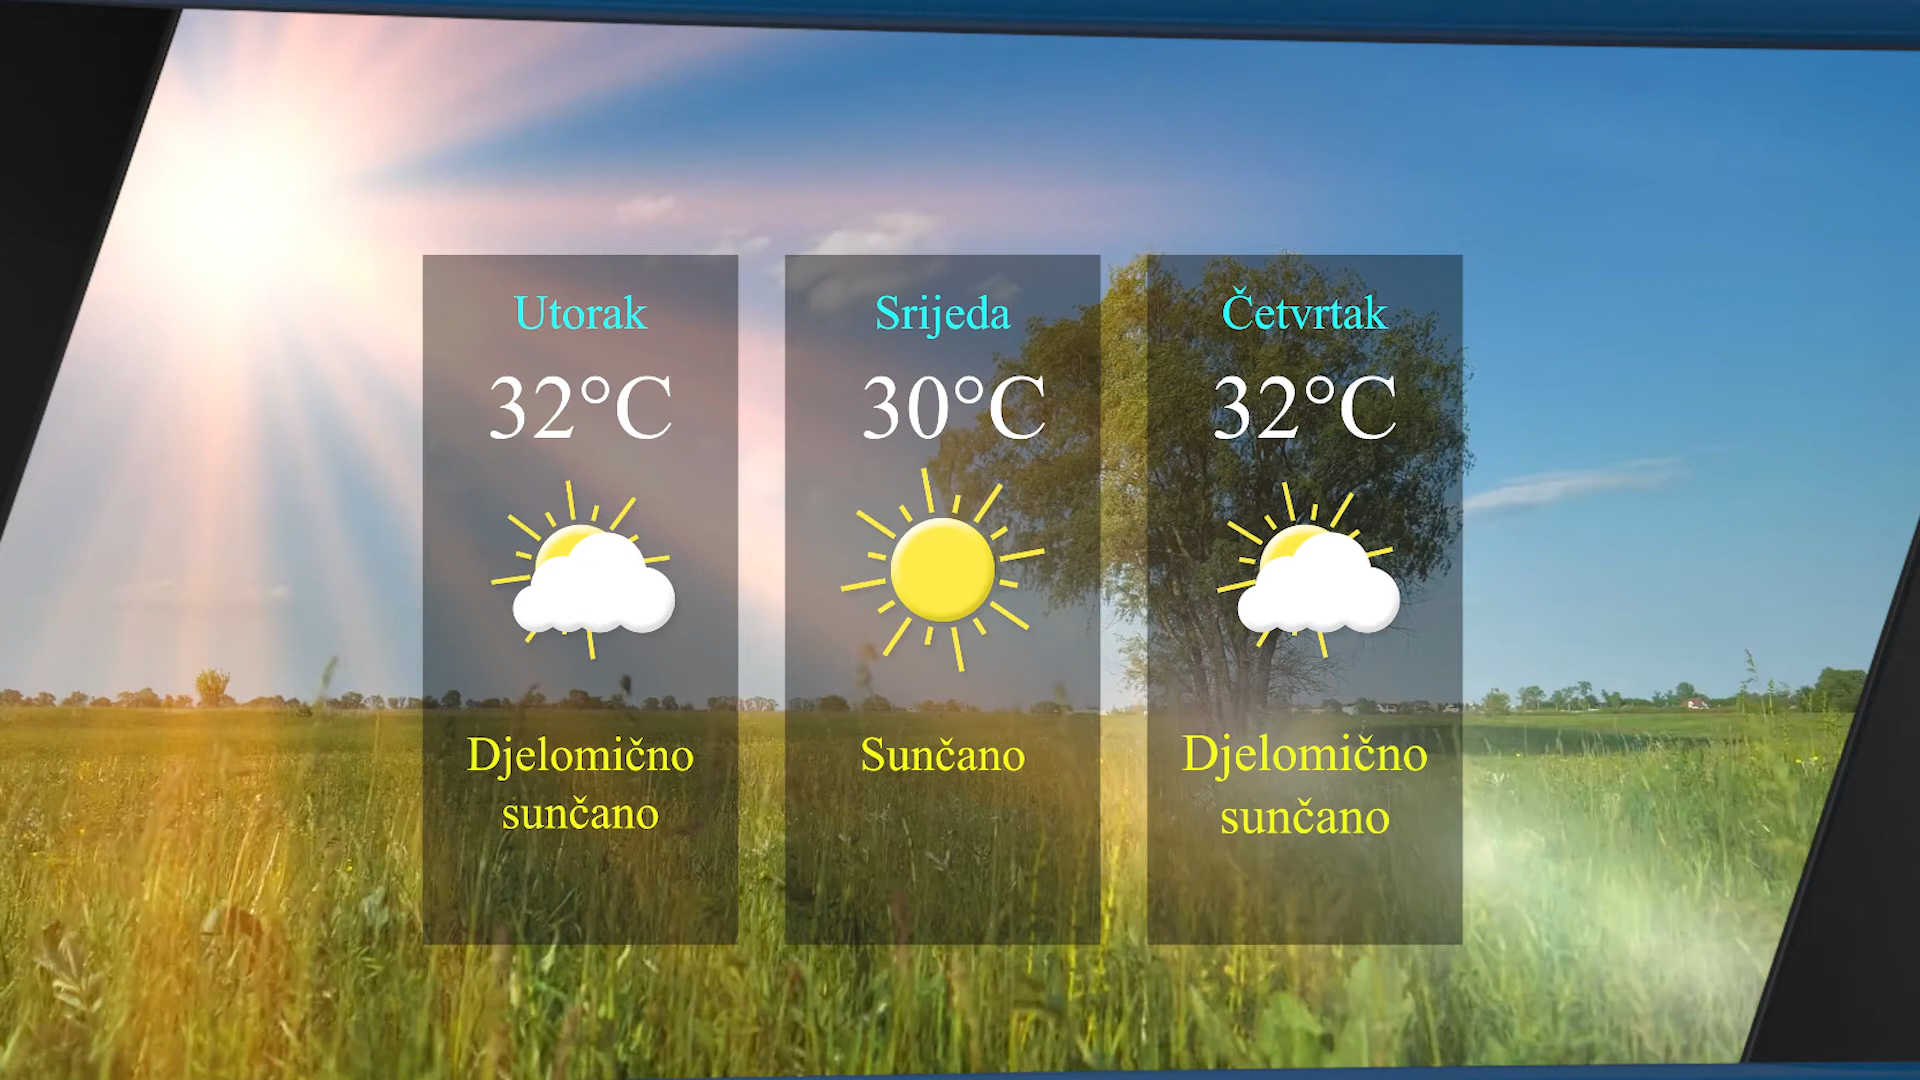 Utorak
32°C
Djelomično
sunčano
Srijeda
30°C
Sunčano
Četvrtak
32°C
Djelomično
sunčano